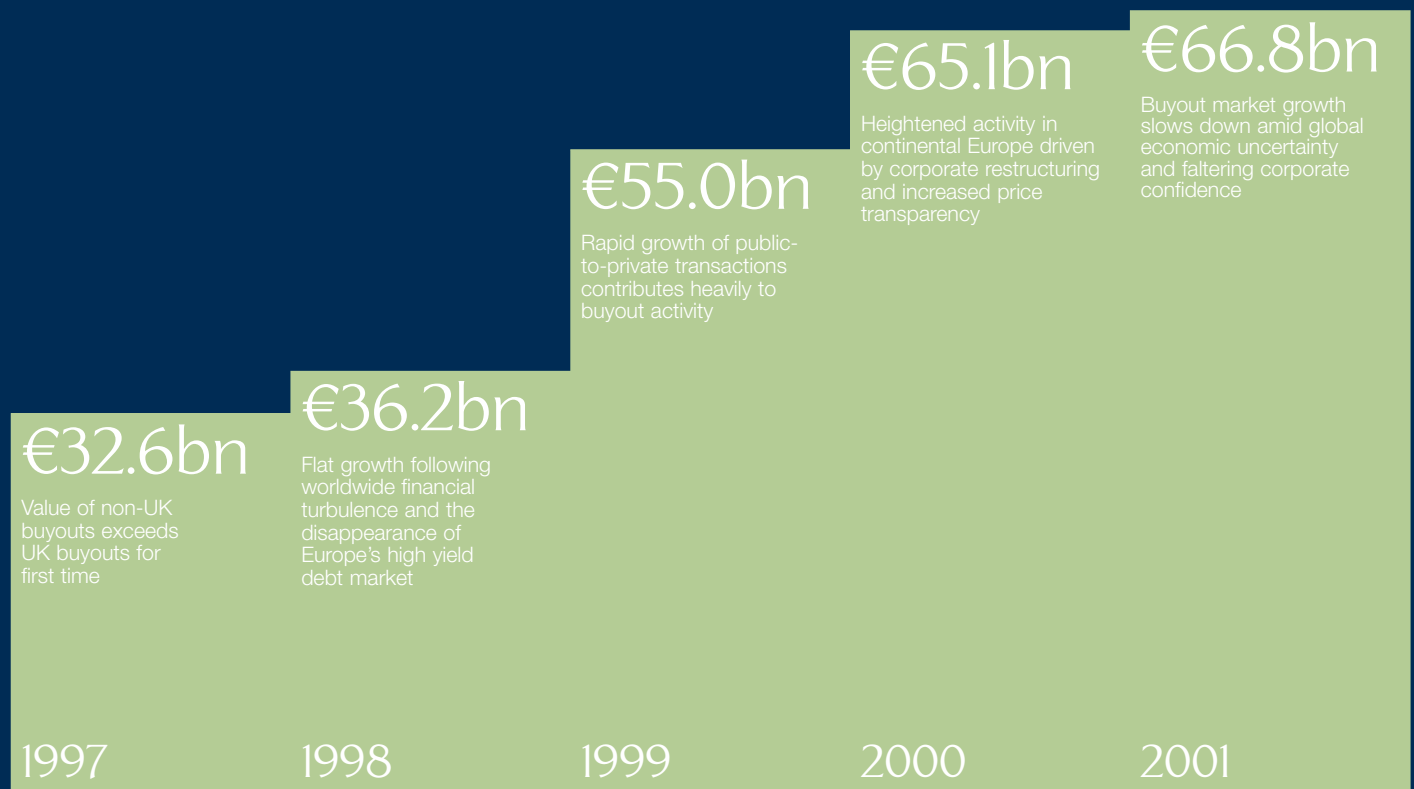 €32.6bn
Value of non-UK
buyouts exceeds
UK buyouts for
first time
1997
€36.2bn
Flat growth following
worldwide financial
turbulence and the
disappearance of
Europe’s high yield
debt market
1998
€55.0bn
Rapid growth of public-
to-private transactions
contributes heavily to
buyout activity
1999
€65.1bn
Heightened activity in
continental Europe driven
by corporate restructuring
and increased price
transparency
2000
€66.8bn
Buyout market growth
slows down amid global
economic uncertainty
and faltering corporate
confidence
2001